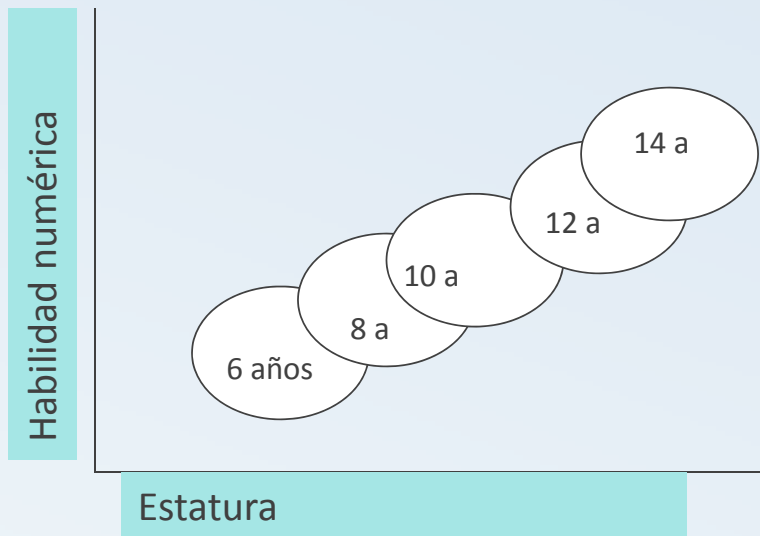 Habilidad numérica
14 a
12 a
10 a
8 a
6 años
Estatura